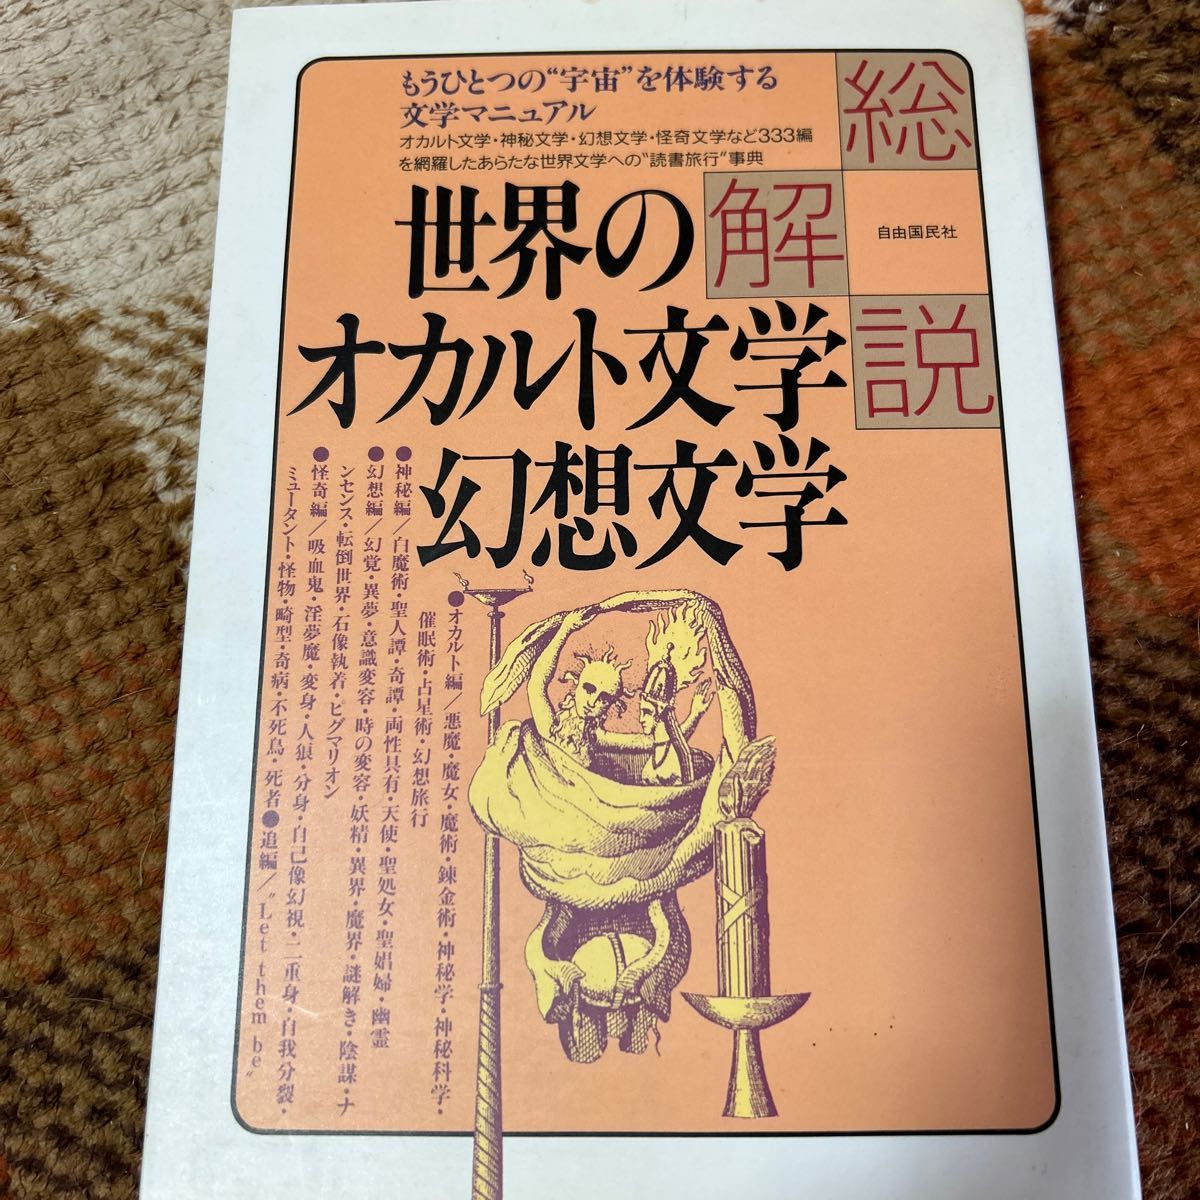 もうひとつの“宇宙”を体験する
文学マニュアル
オカルト文学・神秘文学・幻想文学・怪奇文学など333編
を網羅したあらたな世界文学への“読書旅行”事典
総解説
自由国民社
世界の
オカルト文学
幻想文学
●オカルト編／悪魔・魔女・魔術・錬金術・神秘学・神秘科学・
催眠術・占星術・幻想旅行
●神秘編／白魔術・聖人譚・奇譚・両性具有・天使・聖処女・聖娼婦・幽霊
●幻想編／幻覚・異夢・意識変容・時の変容・妖精・異界・魔界・謎解き・陰謀・ナ
ンセンス・転倒世界・石像執着・ピグマリオン
●怪奇編／吸血鬼・淫夢魔・変身・人狼・分身・自己像幻視・二重身・自我分裂・
ミュータント・怪物・畸型・奇病・不死鳥・死者●追編／“Let them be”